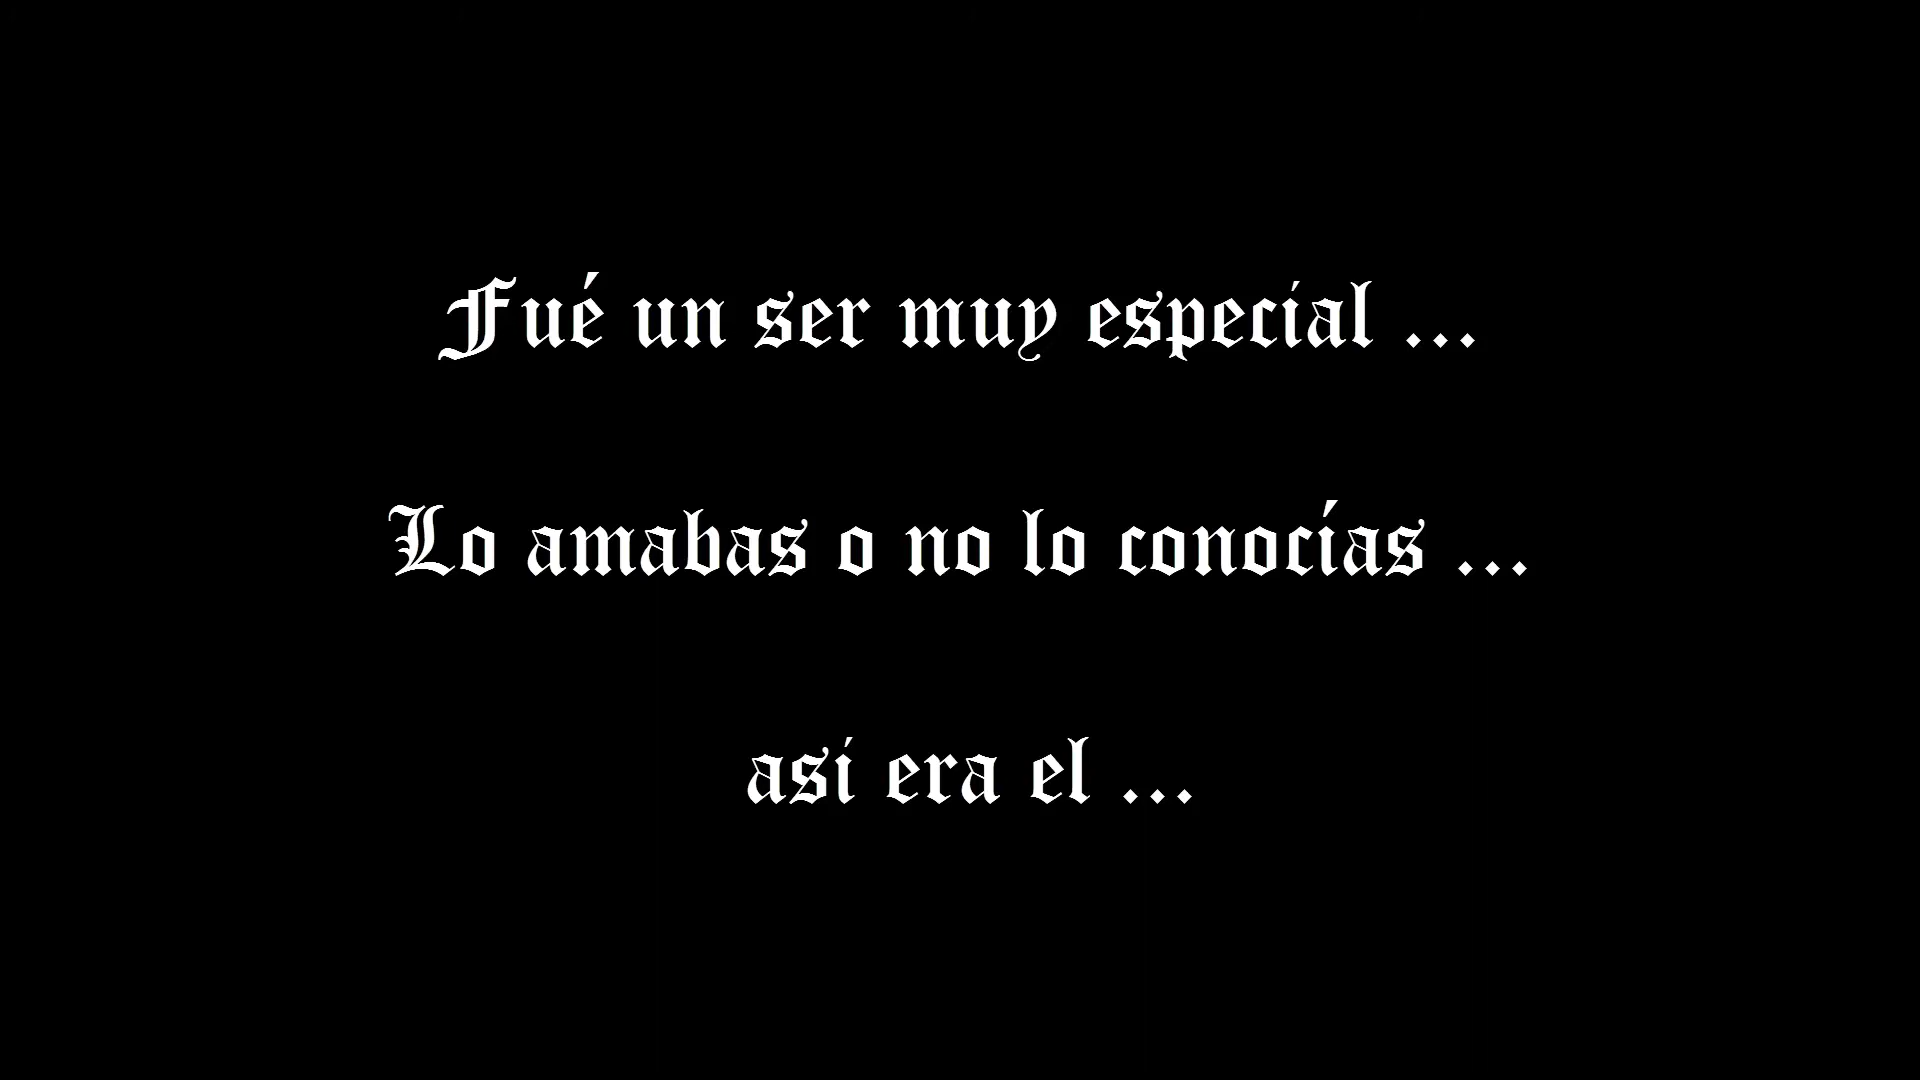 Fué un ser muy especial ...
Lo amabas o no lo conocías ...
asi era el ...